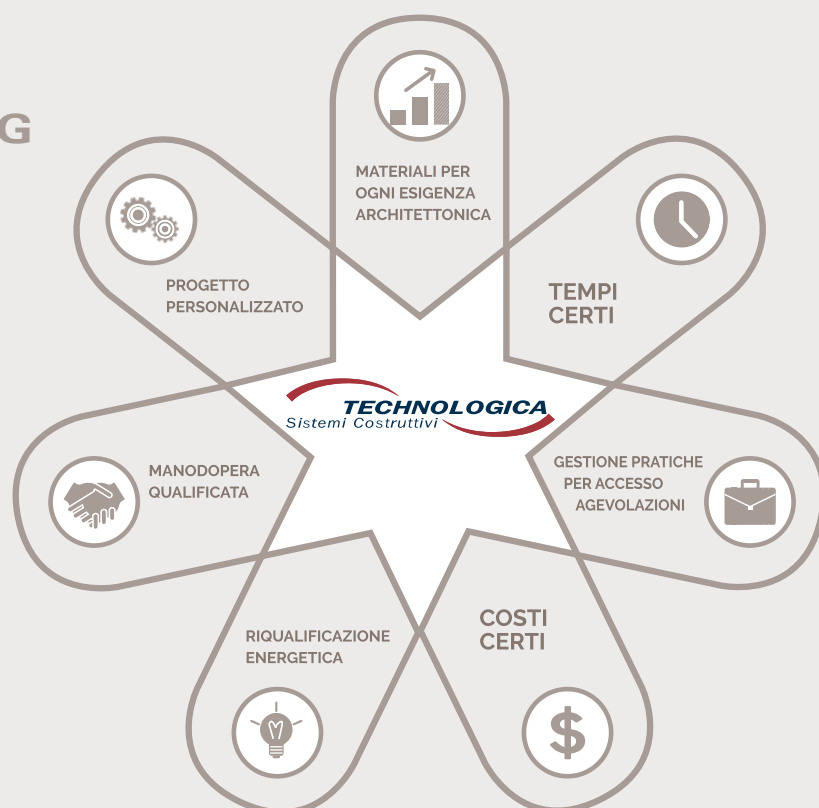 G
MATERIALI PER
OGNI ESIGENZA
ARCHITETTONICA
PROGETTO
PERSONALIZZATO
TEMPI
CERTI
TECHNOLOGICA
Sistemi Costruttivi
MANODOPERA
QUALIFICATA
GESTIONE PRATICHE
PER ACCESSO
AGEVOLAZIONI
RIQUALIFICAZIONE
ENERGETICA
COSTI
CERTI
$